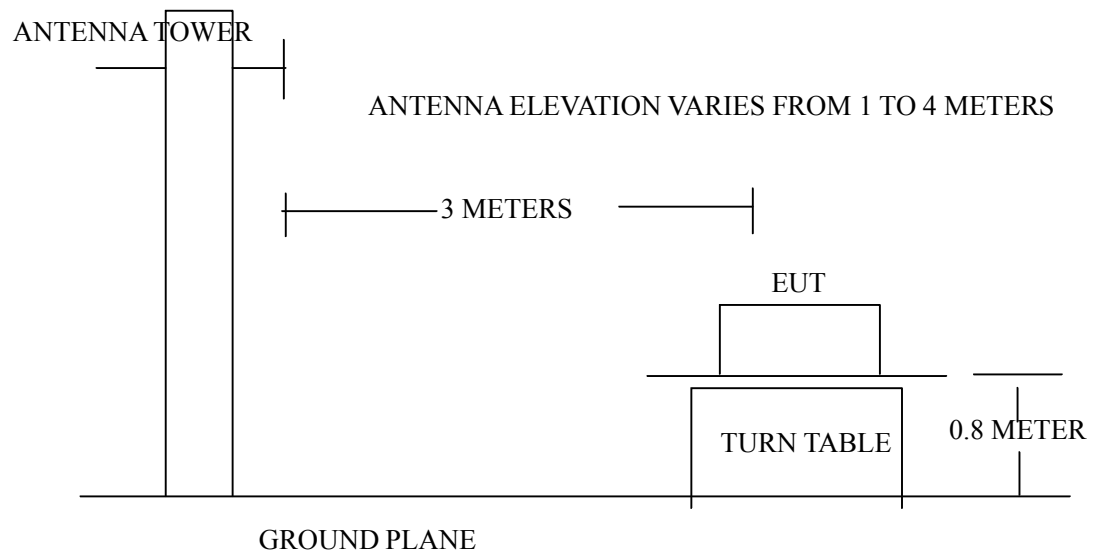 ANTENNA TOWER
ANTENNA ELEVATION VARIES FROM 1 TO 4 METERS
3 METERS
EUT
TURN TABLE
0.8 METER
GROUND PLANE